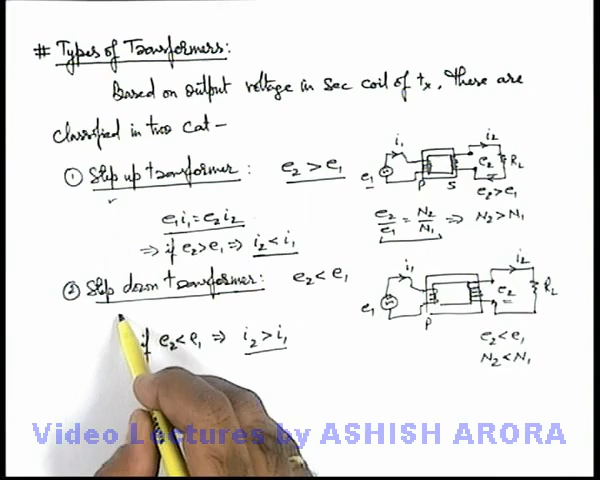 # Types of Transformers:
Based on output voltage in sec coil of tx, these are
classified in two cat –
① Step up transformer : e₂ > e₁
e₁i₁ = e₂i₂
⇒ if e₂ > e₁ ⇒ i₂ < i₁
i₁ i₂
e₁ P S e₂ RL
e₂ > e₁
e₂/e₁ = N₂/N₁ ⇒ N₂ > N₁
② Step down transformer : e₂ < e₁
if e₂ < e₁ ⇒ i₂ > i₁
i₁ i₂
e₁ P e₂ RL
e₂ < e₁
N₂ < N₁
Video Lectures by ASHISH ARORA